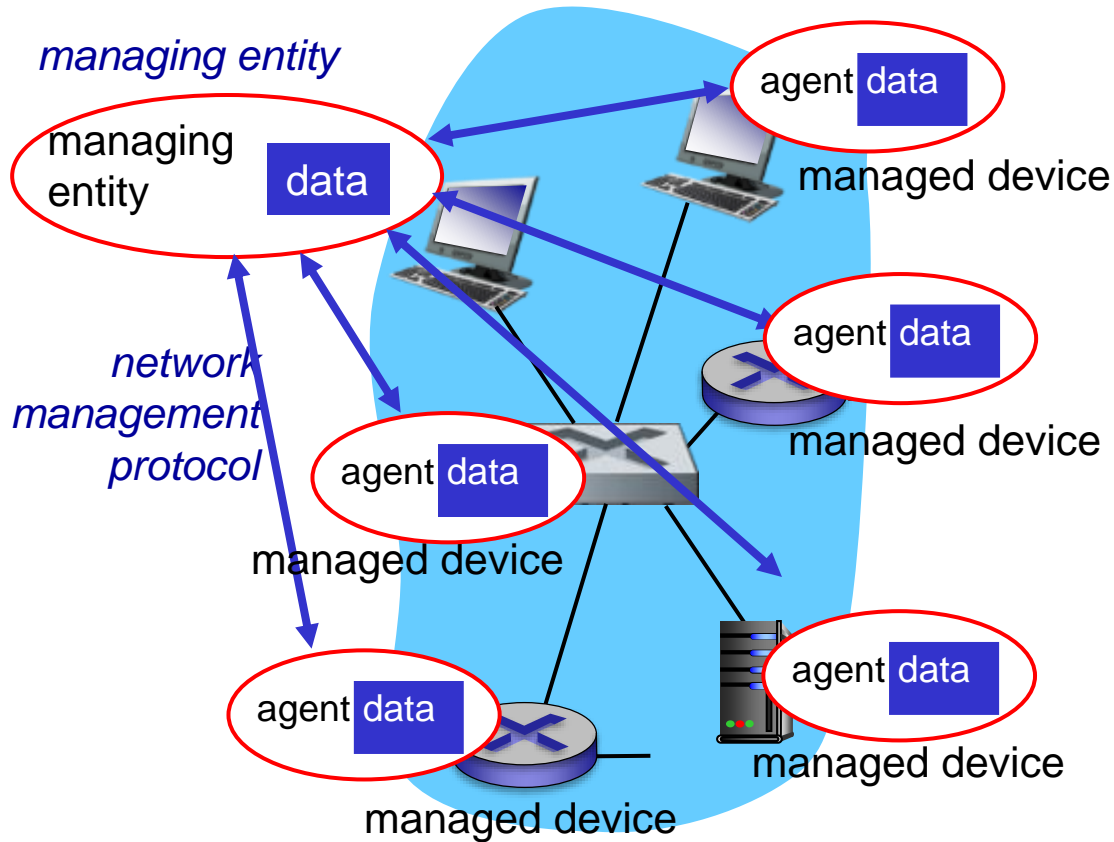 managing entity
agent data
managed device
managing
entity
data
agent data
managed device
network
management
protocol
agent data
managed device
agent data
managed device
agent data
managed device